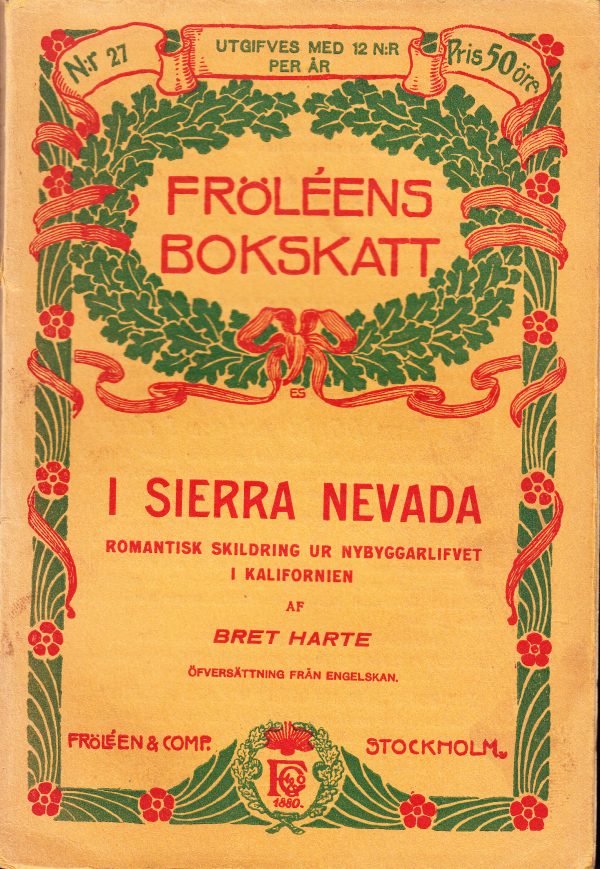 N:r 27
UTGIFVES MED 12 N:R
PER ÅR
Pris 50 öre
FRÖLÉENS
BOKSKATT
ES
I SIERRA NEVADA
ROMANTISK SKILDRING UR NYBYGGARLIFVET
I KALIFORNIEN
AF
BRET HARTE
ÖFVERSÄTTNING FRÅN ENGELSKAN.
FRÖLÉEN & COMP. STOCKHOLM.
1880.